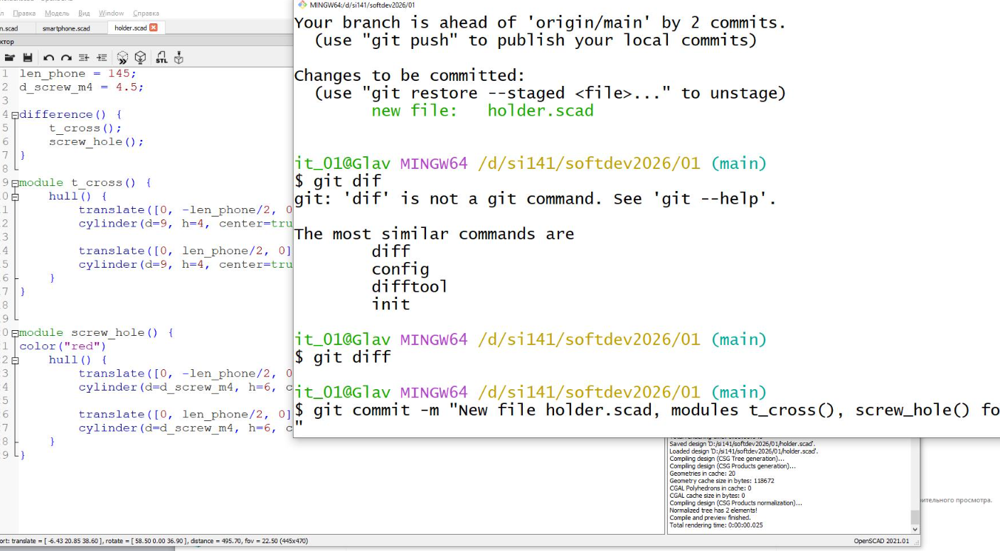 Правка Модель Вид Window Справка
n.scad smartphone.scad holder.scad
ктор
STL
1 len_phone = 145;
2 d_screw_m4 = 4.5;
3
4 difference() {
5 t_cross();
6 screw_hole();
7 }
8
9 module t_cross() {
0 hull() {
1 translate([0, -len_phone/2, 0
2 cylinder(d=9, h=4, center=tru
3
4 translate([0, len_phone/2, 0]
5 cylinder(d=9, h=4, center=tru
6 }
7 }
8
9
0 module screw_hole() {
1 color("red")
2 hull() {
3 translate([0, -len_phone/2, 0
4 cylinder(d=d_screw_m4, h=6, c
5
6 translate([0, len_phone/2, 0]
7 cylinder(d=d_screw_m4, h=6, c
8 }
9 }
MINGW64:/d/si141/softdev2026/01
Your branch is ahead of 'origin/main' by 2 commits.
(use "git push" to publish your local commits)
Changes to be committed:
(use "git restore --staged <file>..." to unstage)
new file: holder.scad
it_01@Glav MINGW64 /d/si141/softdev2026/01 (main)
$ git dif
git: 'dif' is not a git command. See 'git --help'.
The most similar commands are
diff
config
difftool
init
it_01@Glav MINGW64 /d/si141/softdev2026/01 (main)
$ git diff
it_01@Glav MINGW64 /d/si141/softdev2026/01 (main)
$ git commit -m "New file holder.scad, modules t_cross(), screw_hole() fo
"
Saved design 'D:/si141/softdev2026/01/holder.scad'.
Loaded design 'D:/si141/softdev2026/01/holder.scad'.
Compiling design (CSG Tree generation)...
Compiling design (CSG Products generation)...
Geometries in cache: 20
Geometry cache size in bytes: 118672
CGAL Polyhedrons in cache: 0
CGAL cache size in bytes: 0
Compiling design (CSG Products normalization)...
Normalized tree has 2 elements!
Compile and preview finished.
Total rendering time: 0:00:00.025
ительного просмотра.
ort: translate = [ -6.43 20.85 38.60 ], rotate = [ 58.50 0.00 36.90 ], distance = 495.70, fov = 22.50 (445x470)
OpenSCAD 2021.01